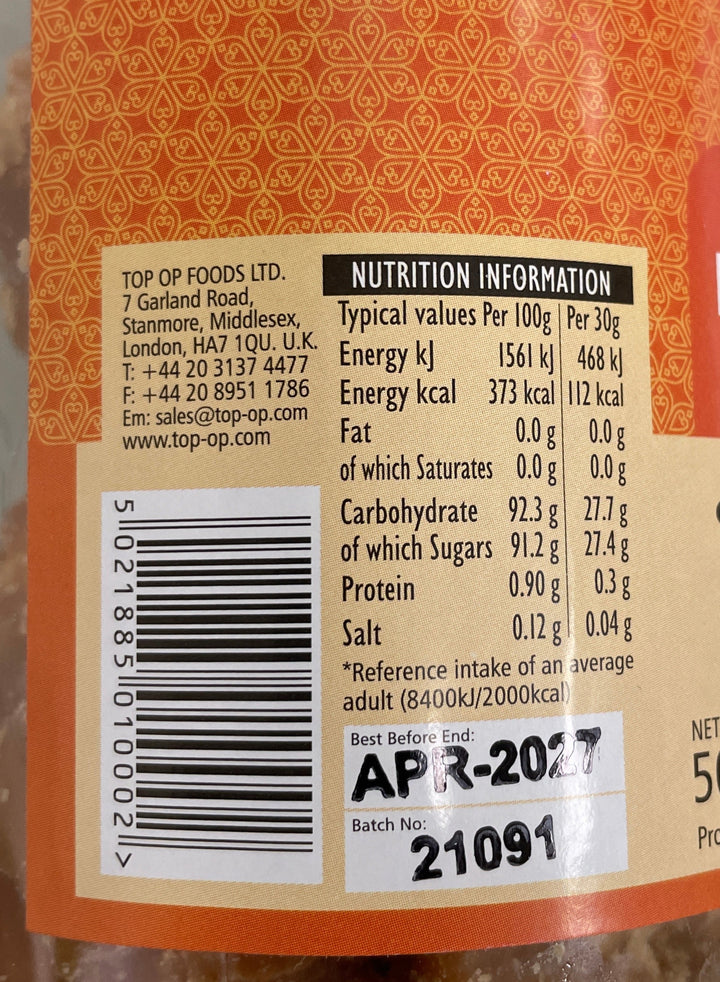 TOP OP FOODS LTD.
7 Garland Road,
Stanmore, Middlesex,
London, HA7 1QU. U.K.
T: +44 20 3137 4477
F: +44 20 8951 1786
Em: sales@top-op.com
www.top-op.com
5 021885 010002 >
NUTRITION INFORMATION
Typical values Per 100g Per 30g
Energy kJ 1561 kJ 468 kJ
Energy kcal 373 kcal 112 kcal
Fat 0.0 g 0.0 g
of which Saturates 0.0 g 0.0 g
Carbohydrate 92.3 g 27.7 g
of which Sugars 91.2 g 27.4 g
Protein 0.90 g 0.3 g
Salt 0.12 g 0.04 g
*Reference intake of an average
adult (8400kJ/2000kcal)
Best Before End:
APR-2027
Batch No:
21091
NET